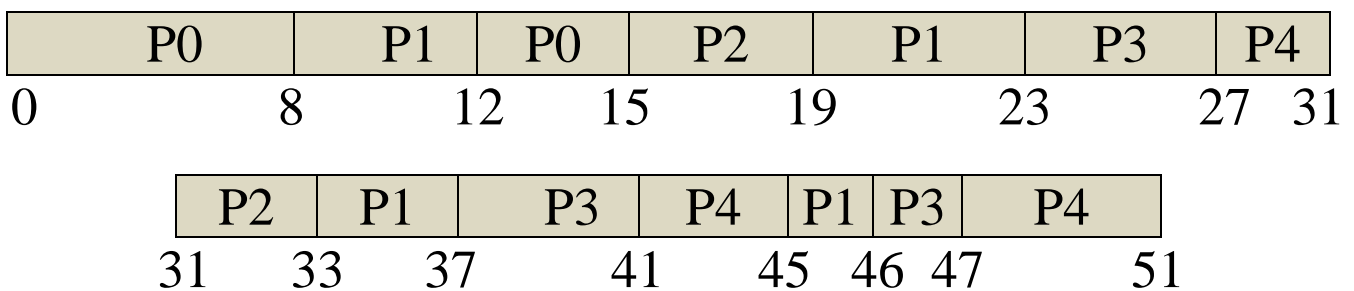 P0 P1 P0 P2 P1 P3 P4
0 8 12 15 19 23 27 31
P2 P1 P3 P4 P1 P3 P4
31 33 37 41 45 46 47 51